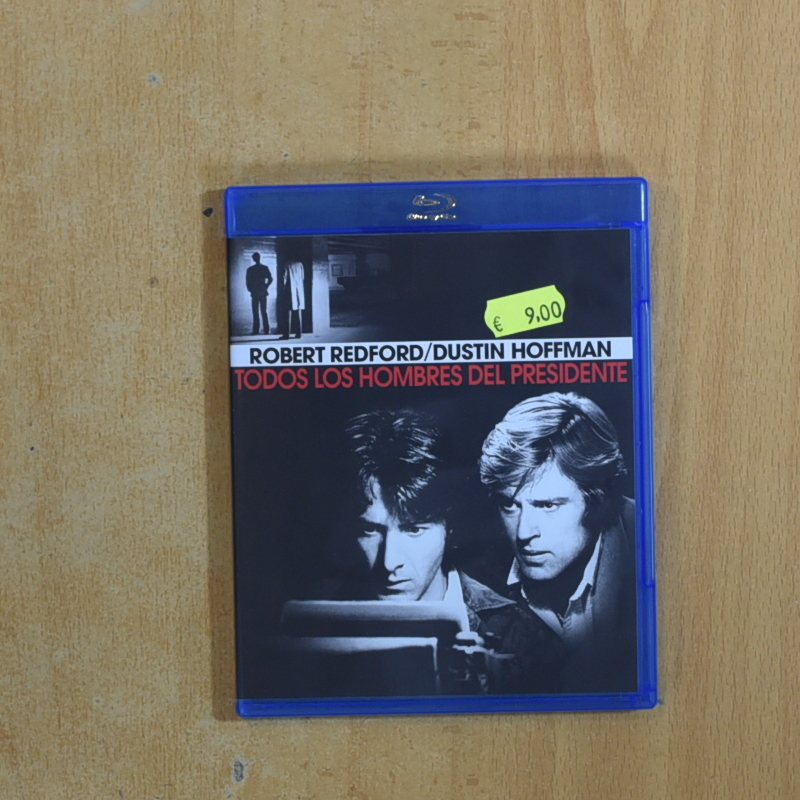 € 9,00
ROBERT REDFORD/DUSTIN HOFFMAN
TODOS LOS HOMBRES DEL PRESIDENTE